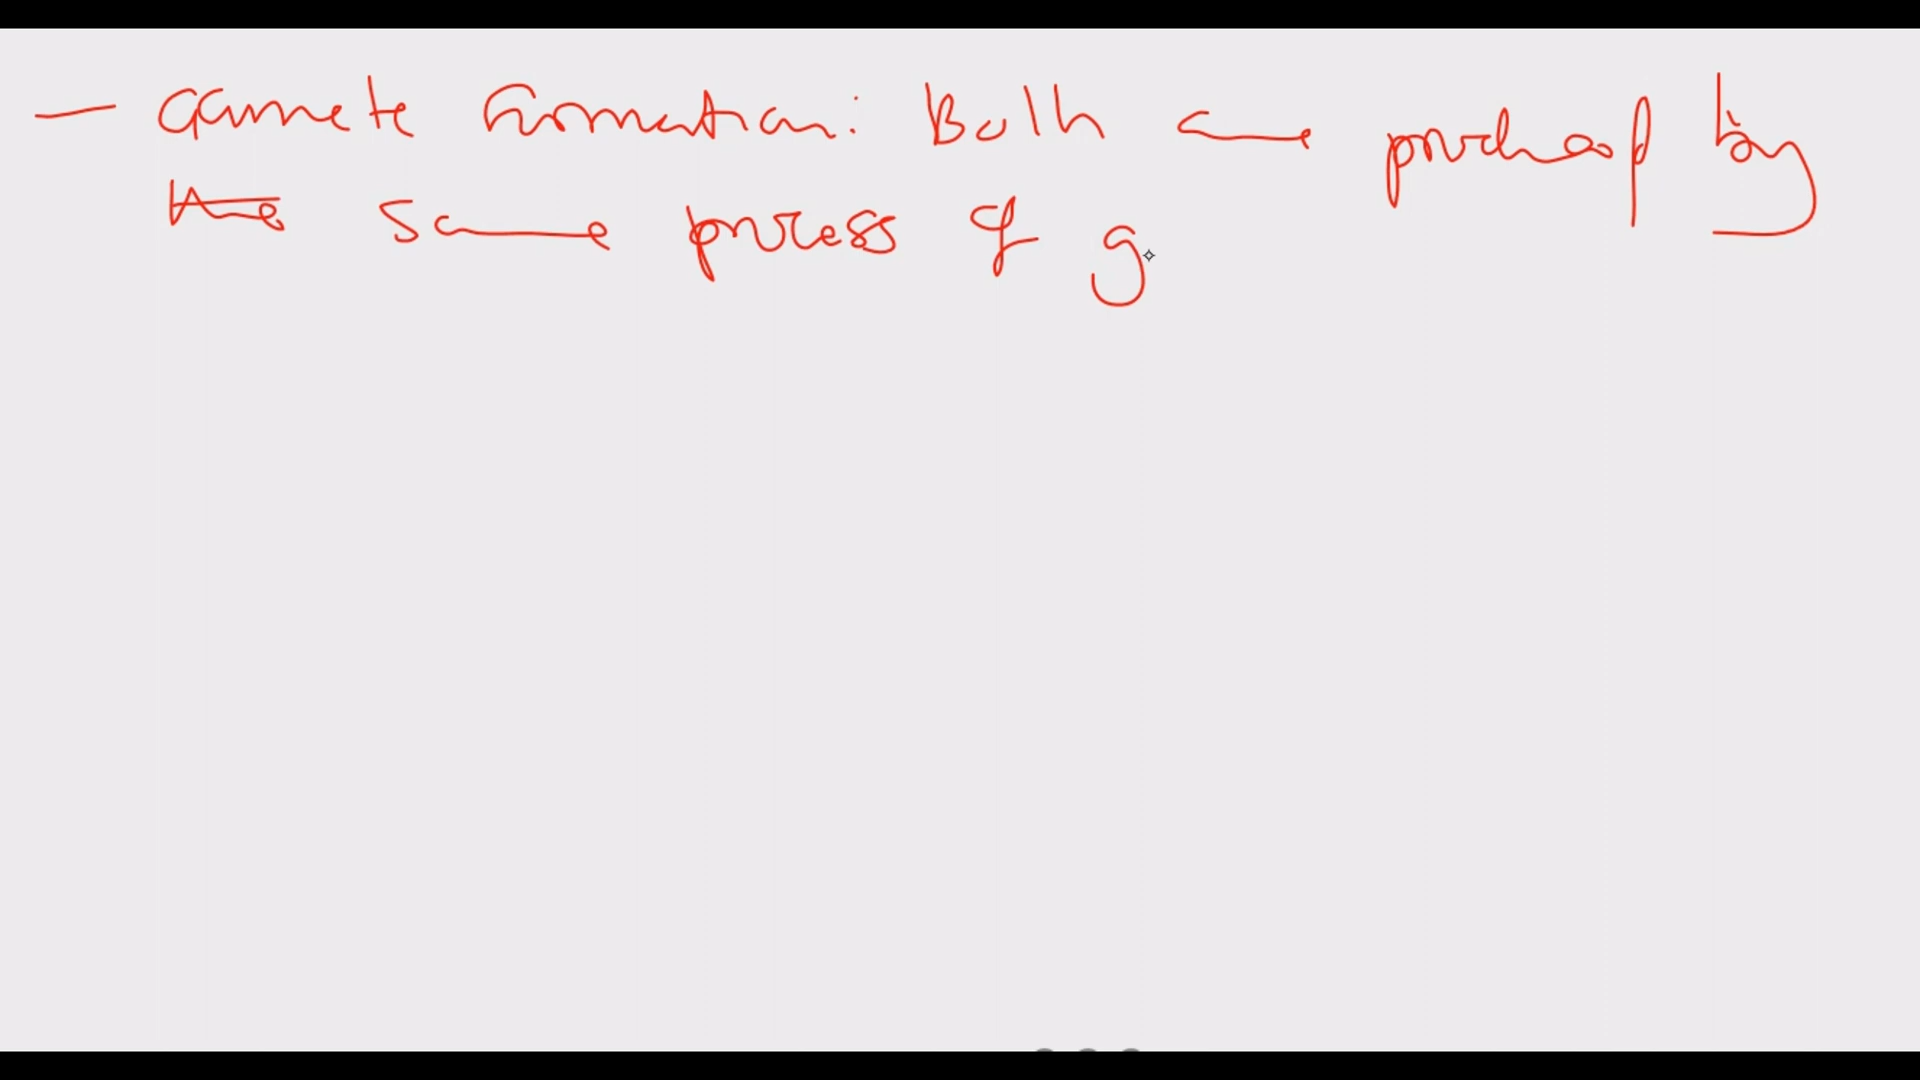 — Gamete Formation: Both are produced by
the same process of g